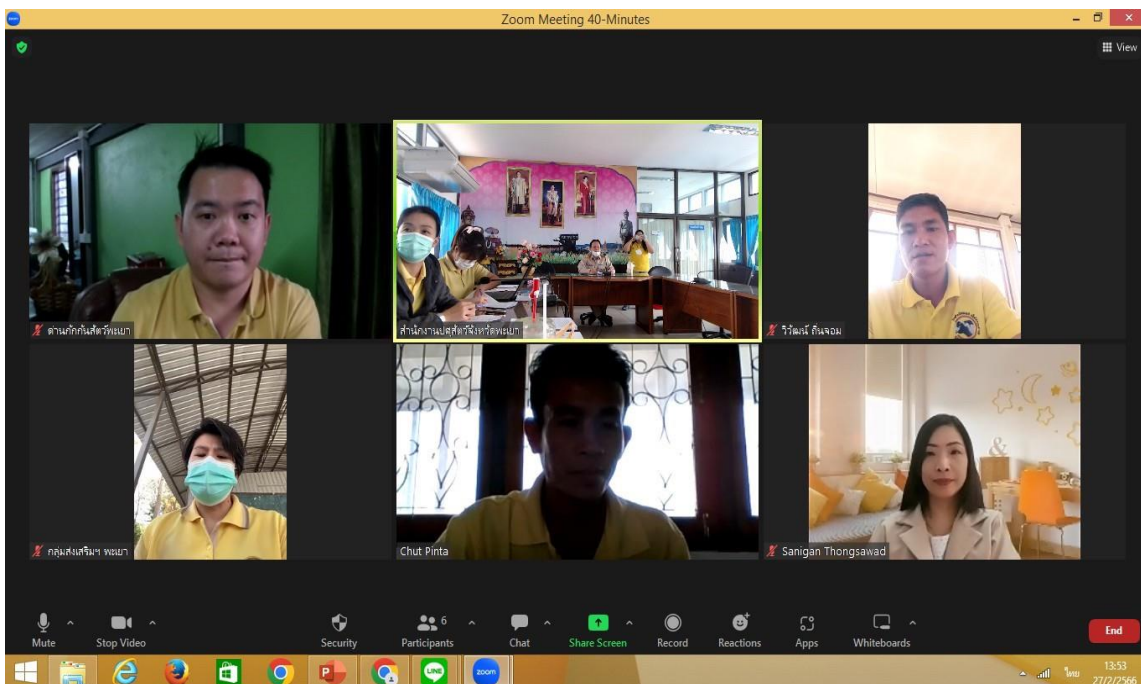 Zoom Meeting 40-Minutes
View
ด่านกักกันสัตว์พะเยา
สำนักงานปศุสัตว์จังหวัดพะเยา
วิวัฒน์ ถิ่นจอม
กลุ่มส่งเสริมฯ พะเยา
Chut Pinta
Sanigan Thongsawad
Mute
Stop Video
Security
6
Participants
Chat
Share Screen
Record
Reactions
Apps
Whiteboards
End
LINE
zoom
ไทย
13:53
27/2/2566